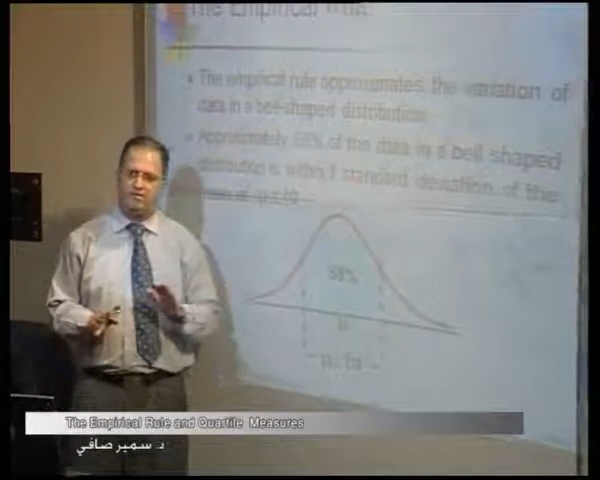 The Empirical Rule
• The empirical rule approximates the variation of
data in a bell-shaped distribution.
• Approximately 68% of the data in a bell shaped
distribution is within 1 standard deviation of the
68%
μ
The Empirical Rule and Quartile Measures
د. سمير صافي